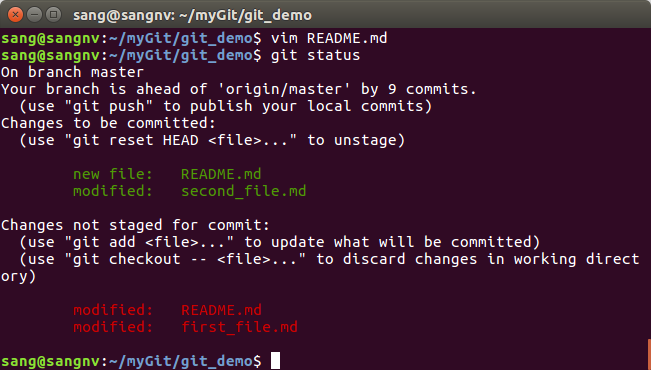 sang@sangnv: ~/myGit/git_demo
sang@sangnv:~/myGit/git_demo$ vim README.md
sang@sangnv:~/myGit/git_demo$ git status
On branch master
Your branch is ahead of 'origin/master' by 9 commits.
  (use "git push" to publish your local commits)
Changes to be committed:
  (use "git reset HEAD <file>..." to unstage)
        new file:   README.md
        modified:   second_file.md
Changes not staged for commit:
  (use "git add <file>..." to update what will be committed)
  (use "git checkout -- <file>..." to discard changes in working direct
ory)
        modified:   README.md
        modified:   first_file.md
sang@sangnv:~/myGit/git_demo$